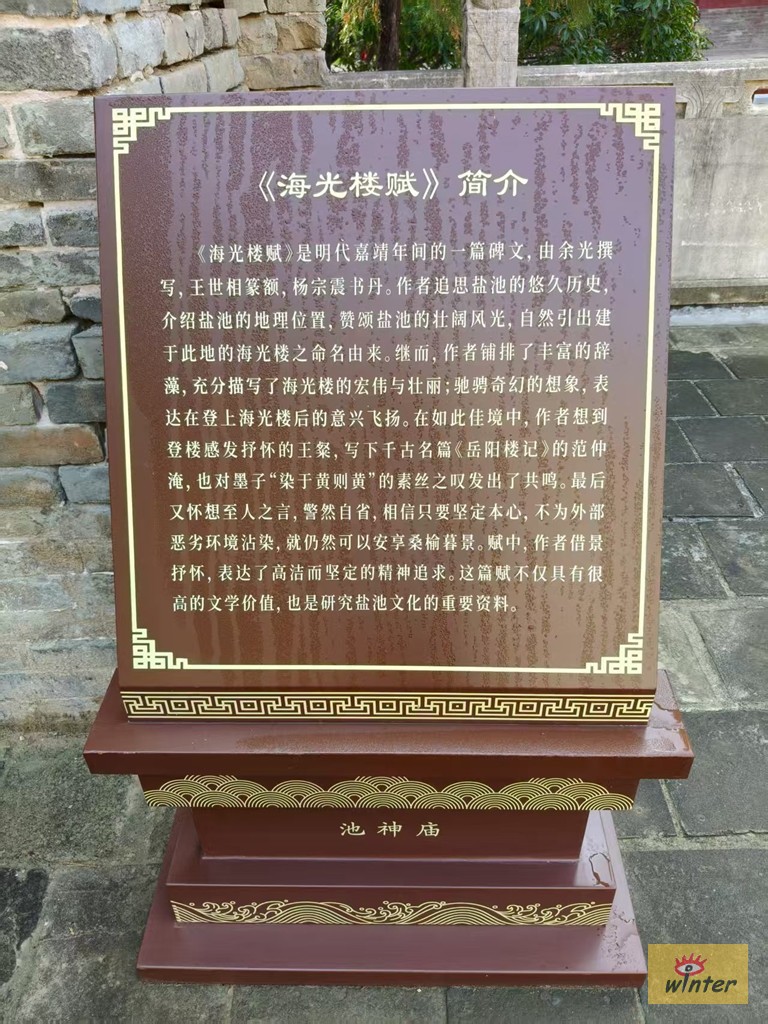 《海光楼赋》简介
《海光楼赋》是明代嘉靖年间的一篇碑文，由余光撰
写，王世相篆额，杨宗震书丹。作者追思盐池的悠久历史，
介绍盐池的地理位置，赞颂盐池的壮阔风光，自然引出建
于此地的海光楼之命名由来。继而，作者铺排了丰富的辞
藻，充分描写了海光楼的宏伟与壮丽；驰骋奇幻的想象，表
达在登上海光楼后的意兴飞扬。在如此佳境中，作者想到
登楼感发抒怀的王粲，写下千古名篇《岳阳楼记》的范仲
淹，也对墨子“染于黄则黄”的素丝之叹发出了共鸣。最后
又怀想至人之言，警然自省，相信只要坚定本心，不为外部
恶劣环境沾染，就仍然可以安享桑榆暮景。赋中，作者借景
抒怀，表达了高洁而坚定的精神追求。这篇赋不仅具有很
高的文学价值，也是研究盐池文化的重要资料。
池神庙
winter